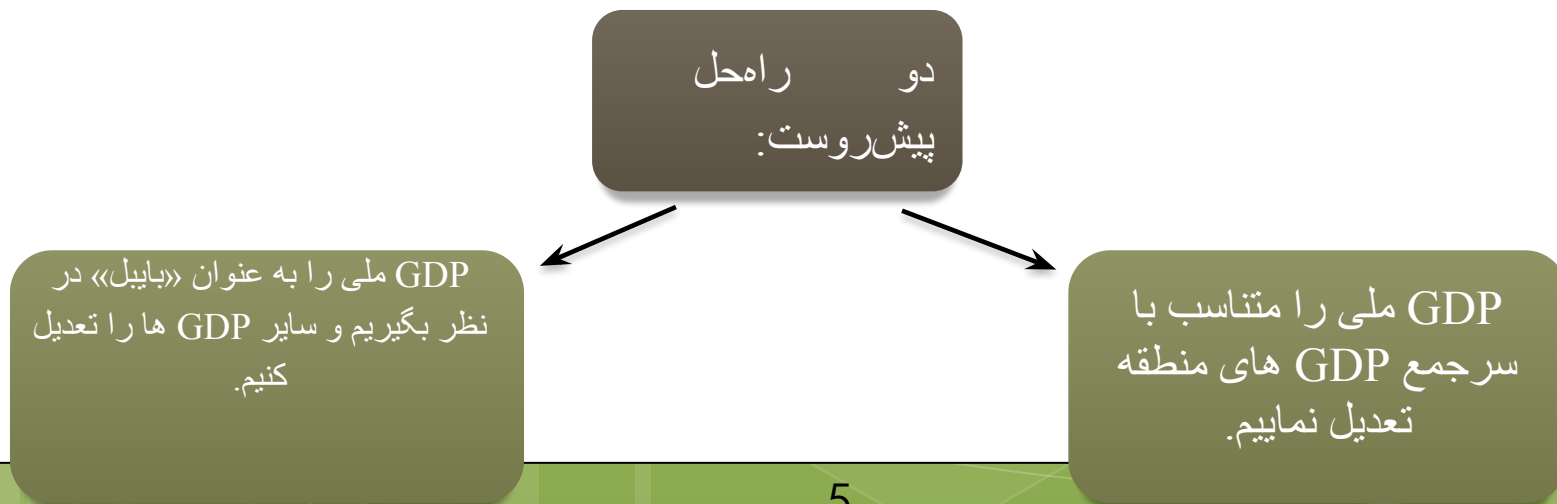 دو راه‌حل
پیش‌روست:
GDP ملی را متناسب با
سرجمع GDP های منطقه
تعدیل نماییم.
GDP ملی را به عنوان «بایبل» در
نظر بگیریم و سایر GDP ها را تعدیل
کنیم.
5